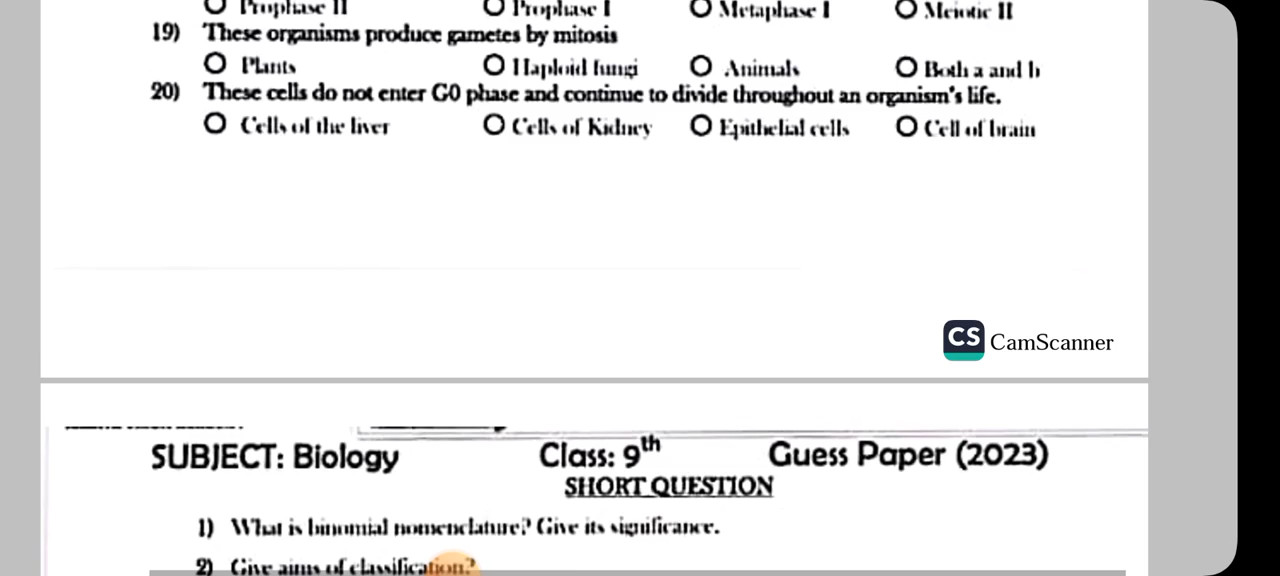 ○ Prophase II ○ Prophase I ○ Metaphase I ○ Meiotic II
19) These organisms produce gametes by mitosis
○ Plants ○ Haploid fungi ○ Animals ○ Both a and b
20) These cells do not enter G0 phase and continue to divide throughout an organism's life.
○ Cells of the liver ○ Cells of Kidney ○ Epithelial cells ○ Cell of brain
CS CamScanner
SUBJECT: Biology Class: 9th Guess Paper (2023)
SHORT QUESTION
1) What is binomial nomenclature? Give its significance.
2) Give aims of classification?